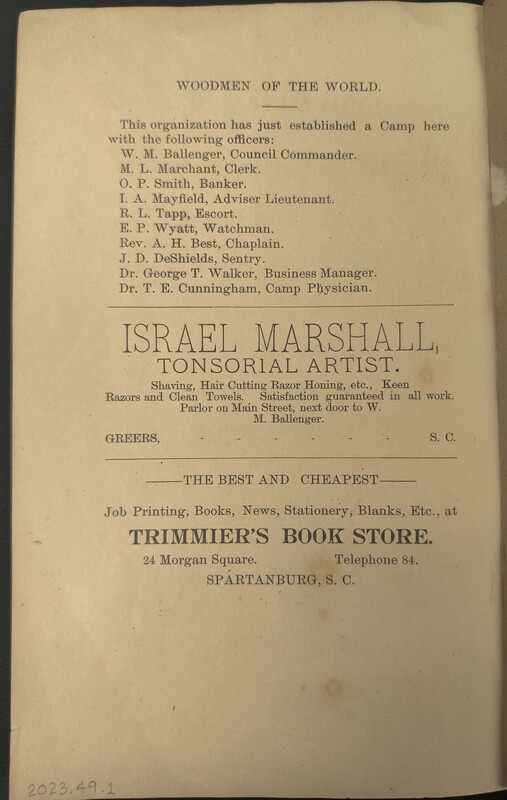 WOODMEN OF THE WORLD.
This organization has just established a Camp here
with the following officers:
W. M. Ballenger, Council Commander.
M. L. Marchant, Clerk.
O. P. Smith, Banker.
I. A. Mayfield, Adviser Lieutenant.
R. L. Tapp, Escort.
E. P. Wyatt, Watchman.
Rev. A. H. Best, Chaplain.
J. D. DeShields, Sentry.
Dr. George T. Walker, Business Manager.
Dr. T. E. Cunningham, Camp Physician.
ISRAEL MARSHALL,
TONSORIAL ARTIST.
Shaving, Hair Cutting Razor Honing, etc., Keen
Razors and Clean Towels. Satisfaction guaranteed in all work.
Parlor on Main Street, next door to W.
M. Ballenger.
GREERS, - - - - - - S. C.
——THE BEST AND CHEAPEST——
Job Printing, Books, News, Stationery, Blanks, Etc., at
TRIMMIER'S BOOK STORE.
24 Morgan Square. Telephone 84.
SPARTANBURG, S. C.
2023.49.1